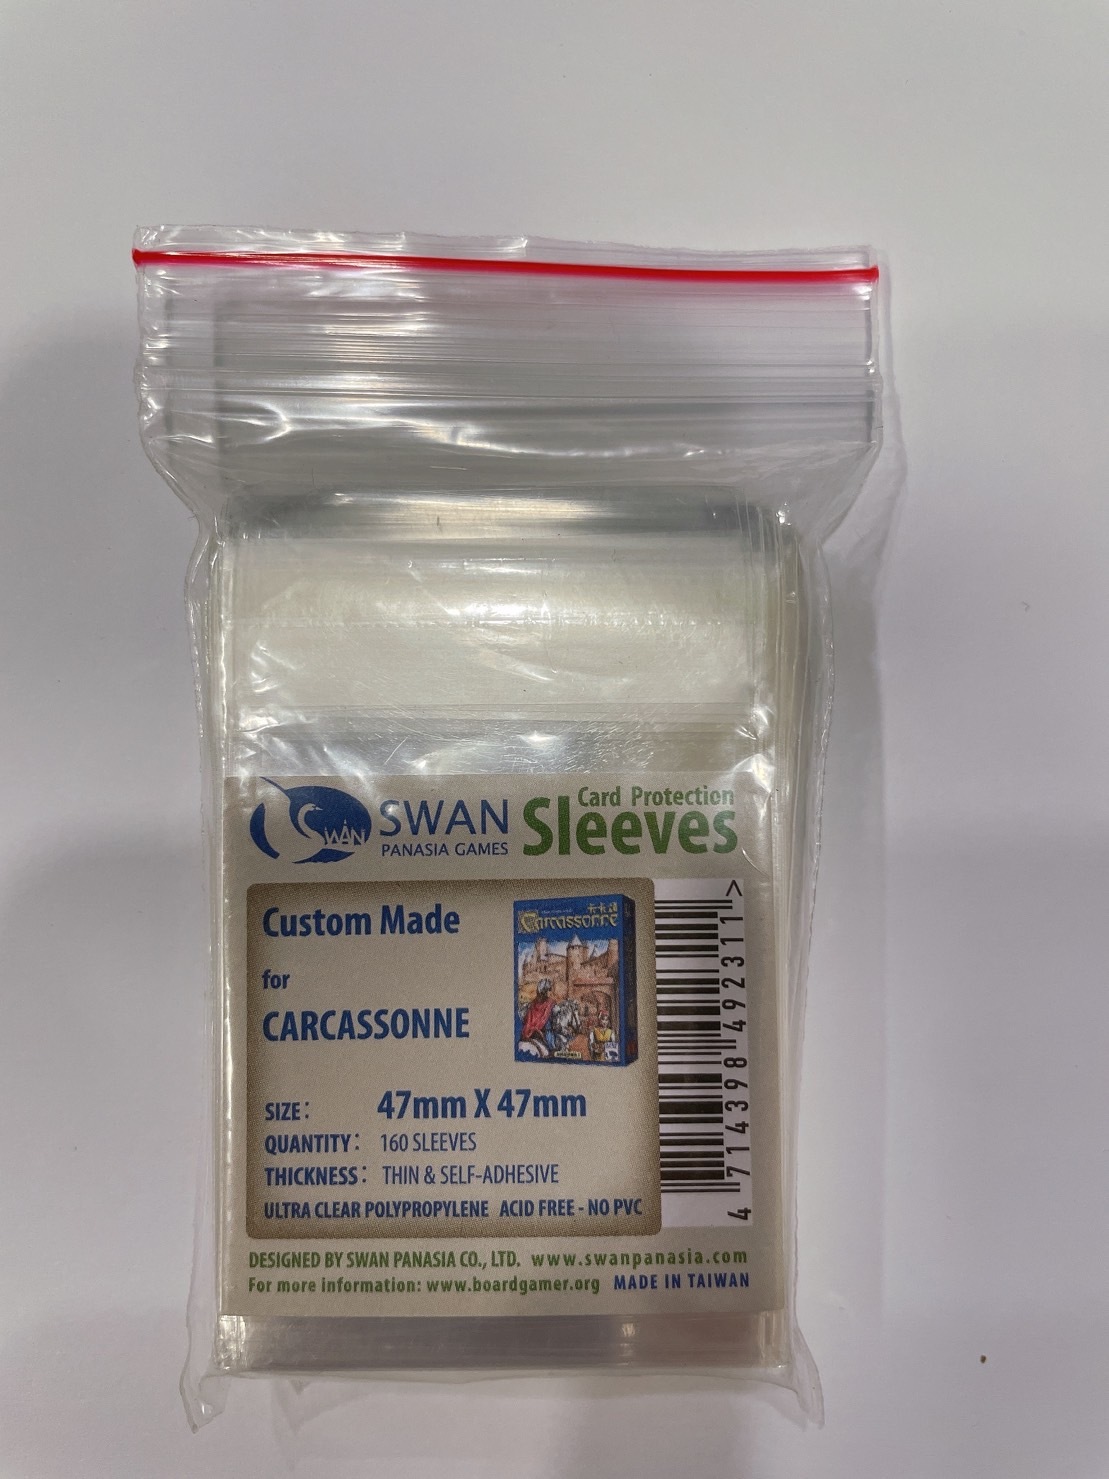 SWAN
SWAN
PANASIA GAMES
Card Protection
Sleeves
Custom Made
for
CARCASSONNE
Carcassonne
SIZE: 47mm X 47mm
QUANTITY: 160 SLEEVES
THICKNESS: THIN & SELF-ADHESIVE
ULTRA CLEAR POLYPROPYLENE ACID FREE - NO PVC
4 714398 492311 >
DESIGNED BY SWAN PANASIA CO., LTD. www.swanpanasia.com
For more information: www.boardgamer.org MADE IN TAIWAN